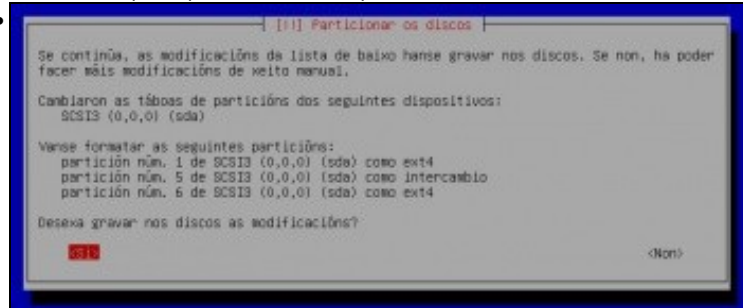 [!!] Particionar os discos
Se continúa, as modificacións da lista de baixo hanse gravar nos discos. Se non, ha poder
facer máis modificacións de xeito manual.
Cambiaron as táboas de particións dos seguintes dispositivos:
SCSI3 (0,0,0) (sda)
Vanse formatar as seguintes particións:
partición núm. 1 de SCSI3 (0,0,0) (sda) como ext4
partición núm. 5 de SCSI3 (0,0,0) (sda) como intercambio
partición núm. 6 de SCSI3 (0,0,0) (sda) como ext4
Desexa gravar nos discos as modificacións?
<Si> <Non>